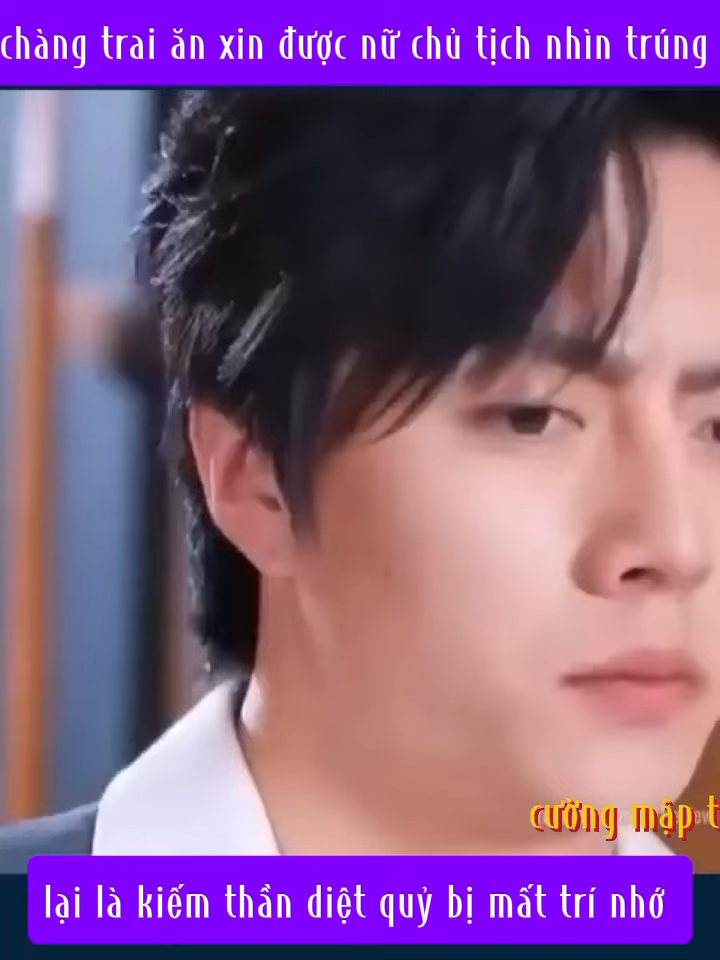 chàng trai ăn xin được nữ chủ tịch nhìn trúng
cường mập
lại là kiếm thần diệt quỷ bị mất trí nhớ